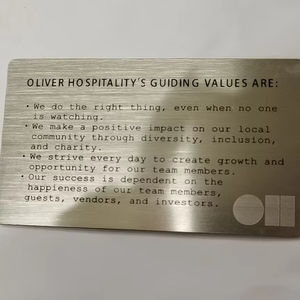 OLIVER HOSPITALITY'S GUIDING VALUES ARE:
• We do the right thing, even when no one
is watching.
• We make a positive impact on our local
community through diversity, inclusion,
and charity.
• We strive every day to create growth and
opportunity for our team members.
• Our success is dependent on the
happieness of our team members,
guests, vendors, and investors.
OH